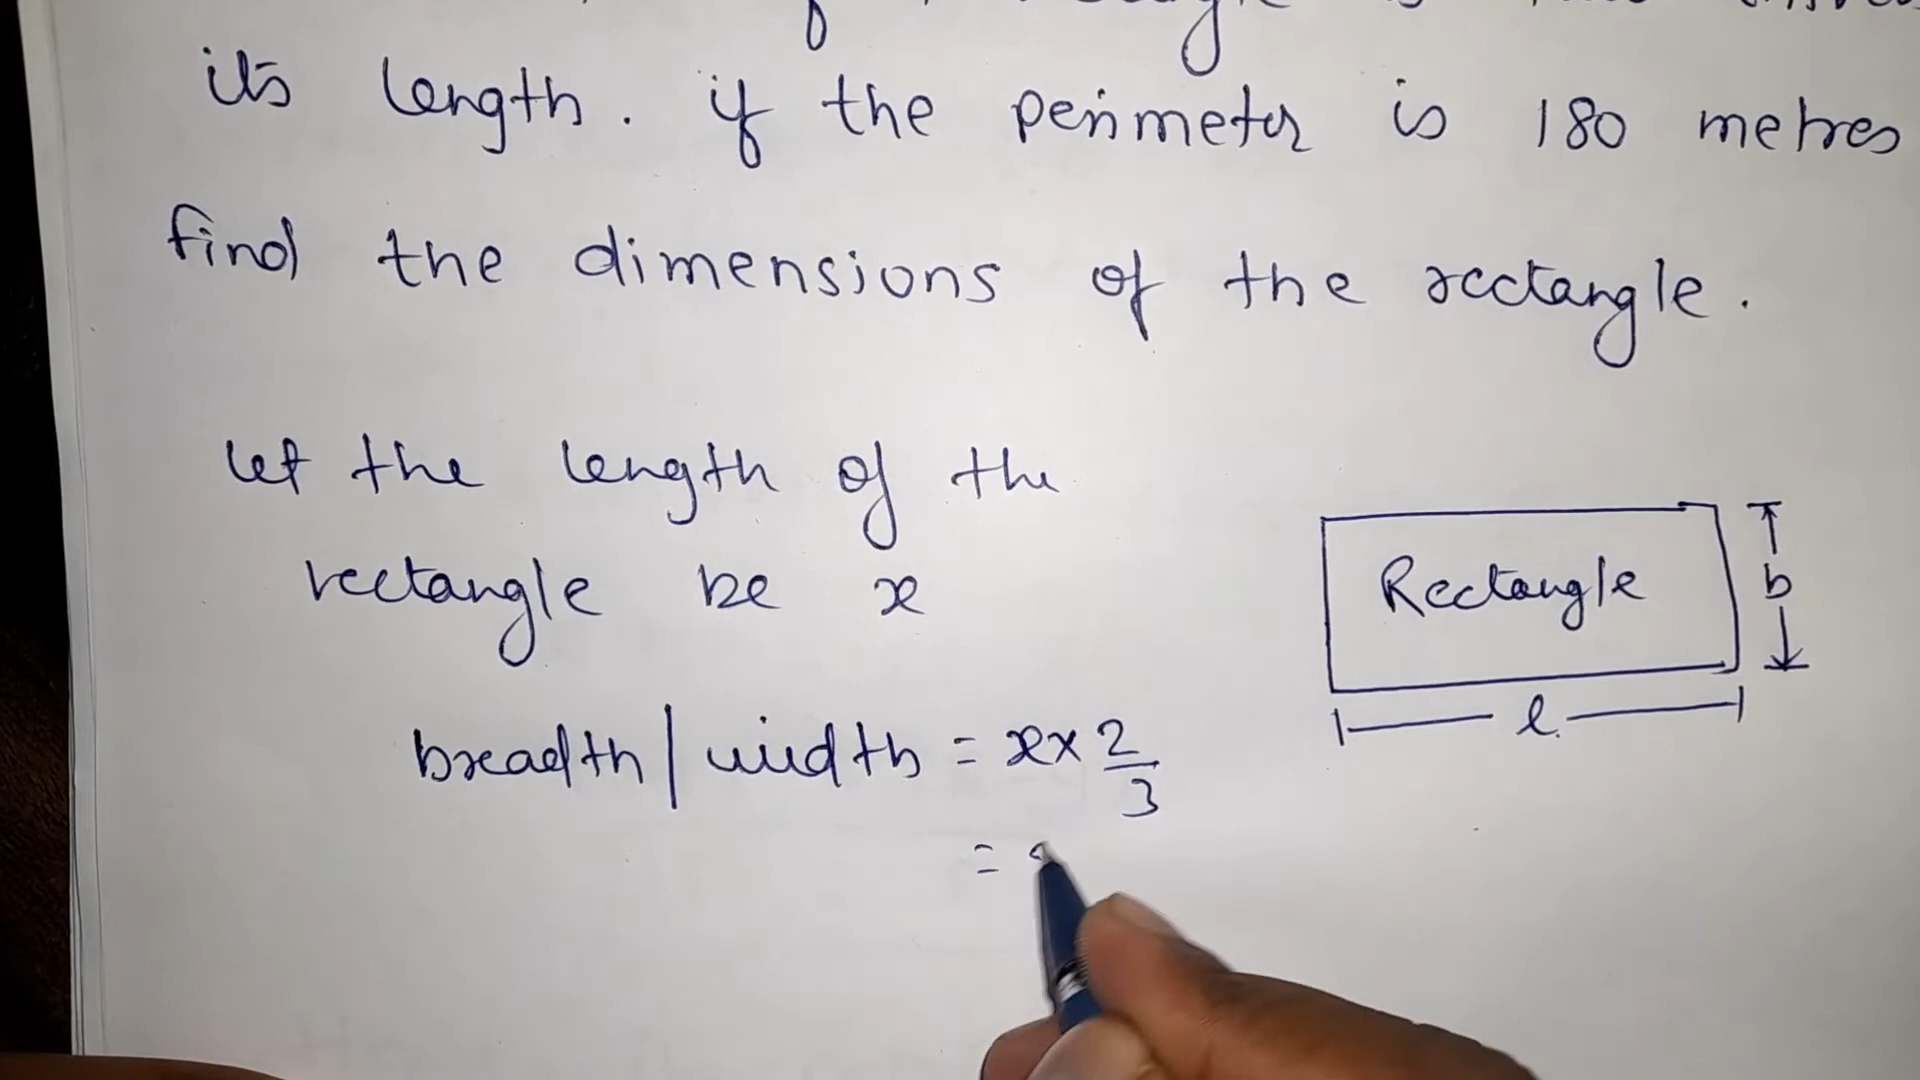 its length. if the perimeter is 180 metres
find the dimensions of the rectangle.
let the length of the
rectangle be x
breadth/width = x × 2/3
=
Rectangle
b
l